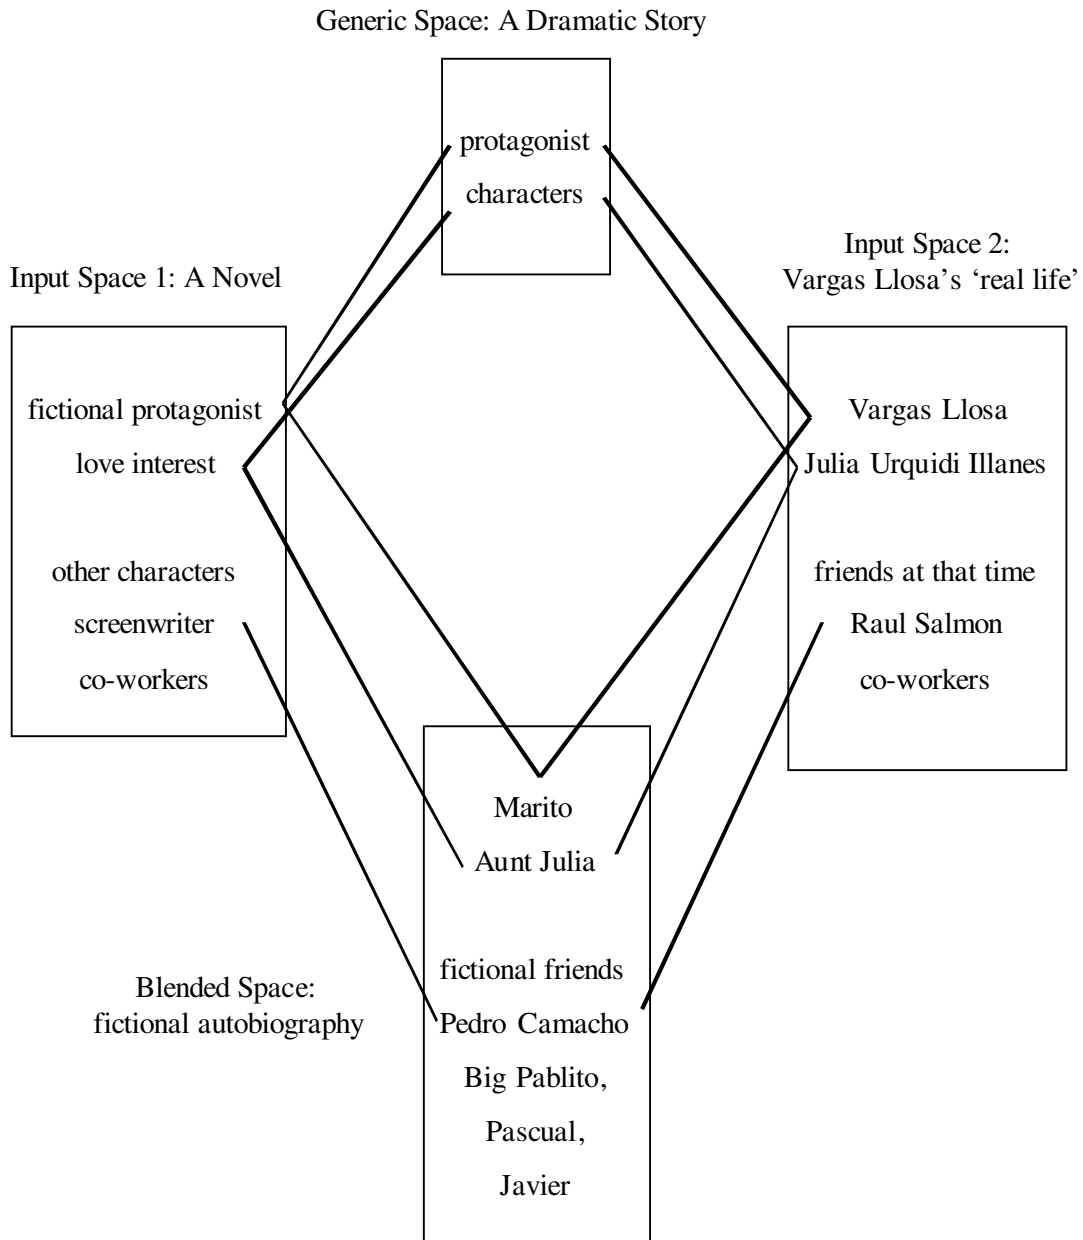 Generic Space: A Dramatic Story
protagonist
characters
Input Space 1: A Novel
fictional protagonist
love interest
other characters
screenwriter
co-workers
Input Space 2:
Vargas Llosa’s ‘real life’
Vargas Llosa
Julia Urquidi Illanes
friends at that time
Raul Salmon
co-workers
Blended Space:
fictional autobiography
Marito
Aunt Julia
fictional friends
Pedro Camacho
Big Pablito,
Pascual,
Javier